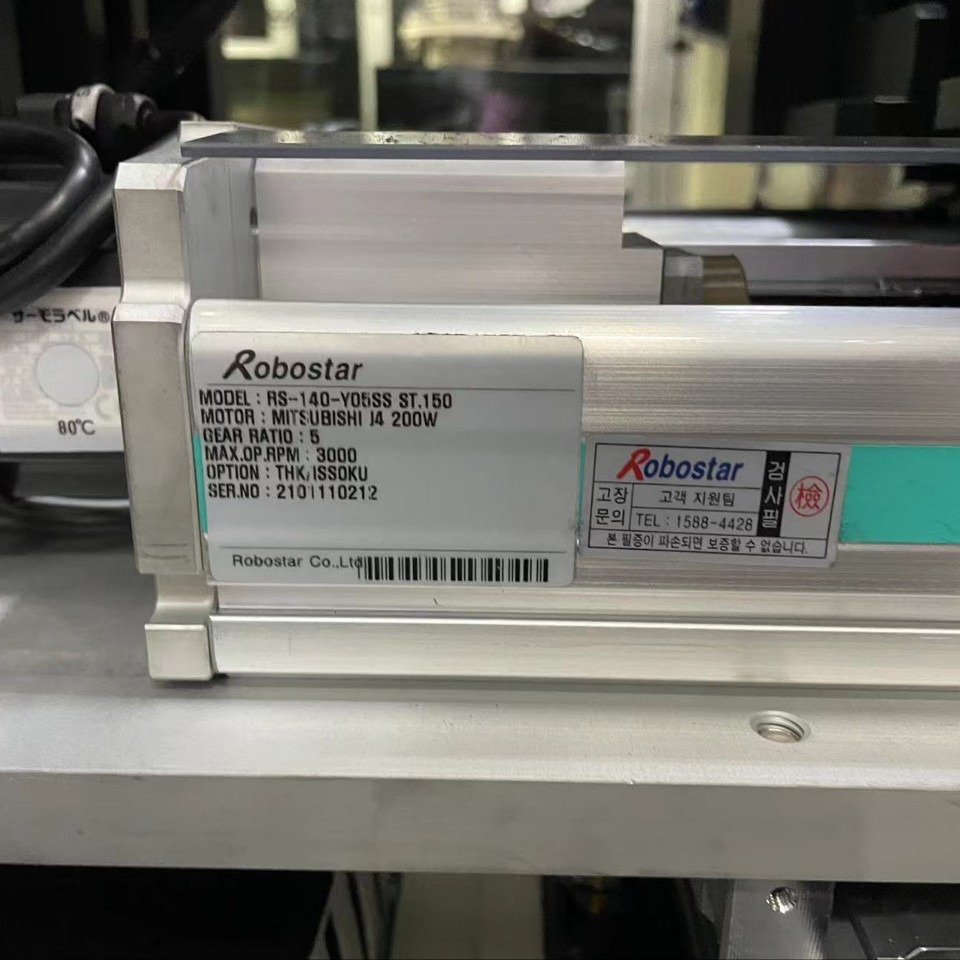 サーモラベル®
80℃
Robostar
MODEL : RS-140-Y05SS ST.150
MOTOR : MITSUBISHI J4 200W
GEAR RATIO : 5
MAX.OP.RPM : 3000
OPTION : THK/ISSOKU
SER.NO : 2101110212
Robostar Co.,Ltd
Robostar
고장
문의
고객 지원팀
TEL : 1588-4428
검사필
檢
본 필증이 파손되면 보증할 수 없습니다.